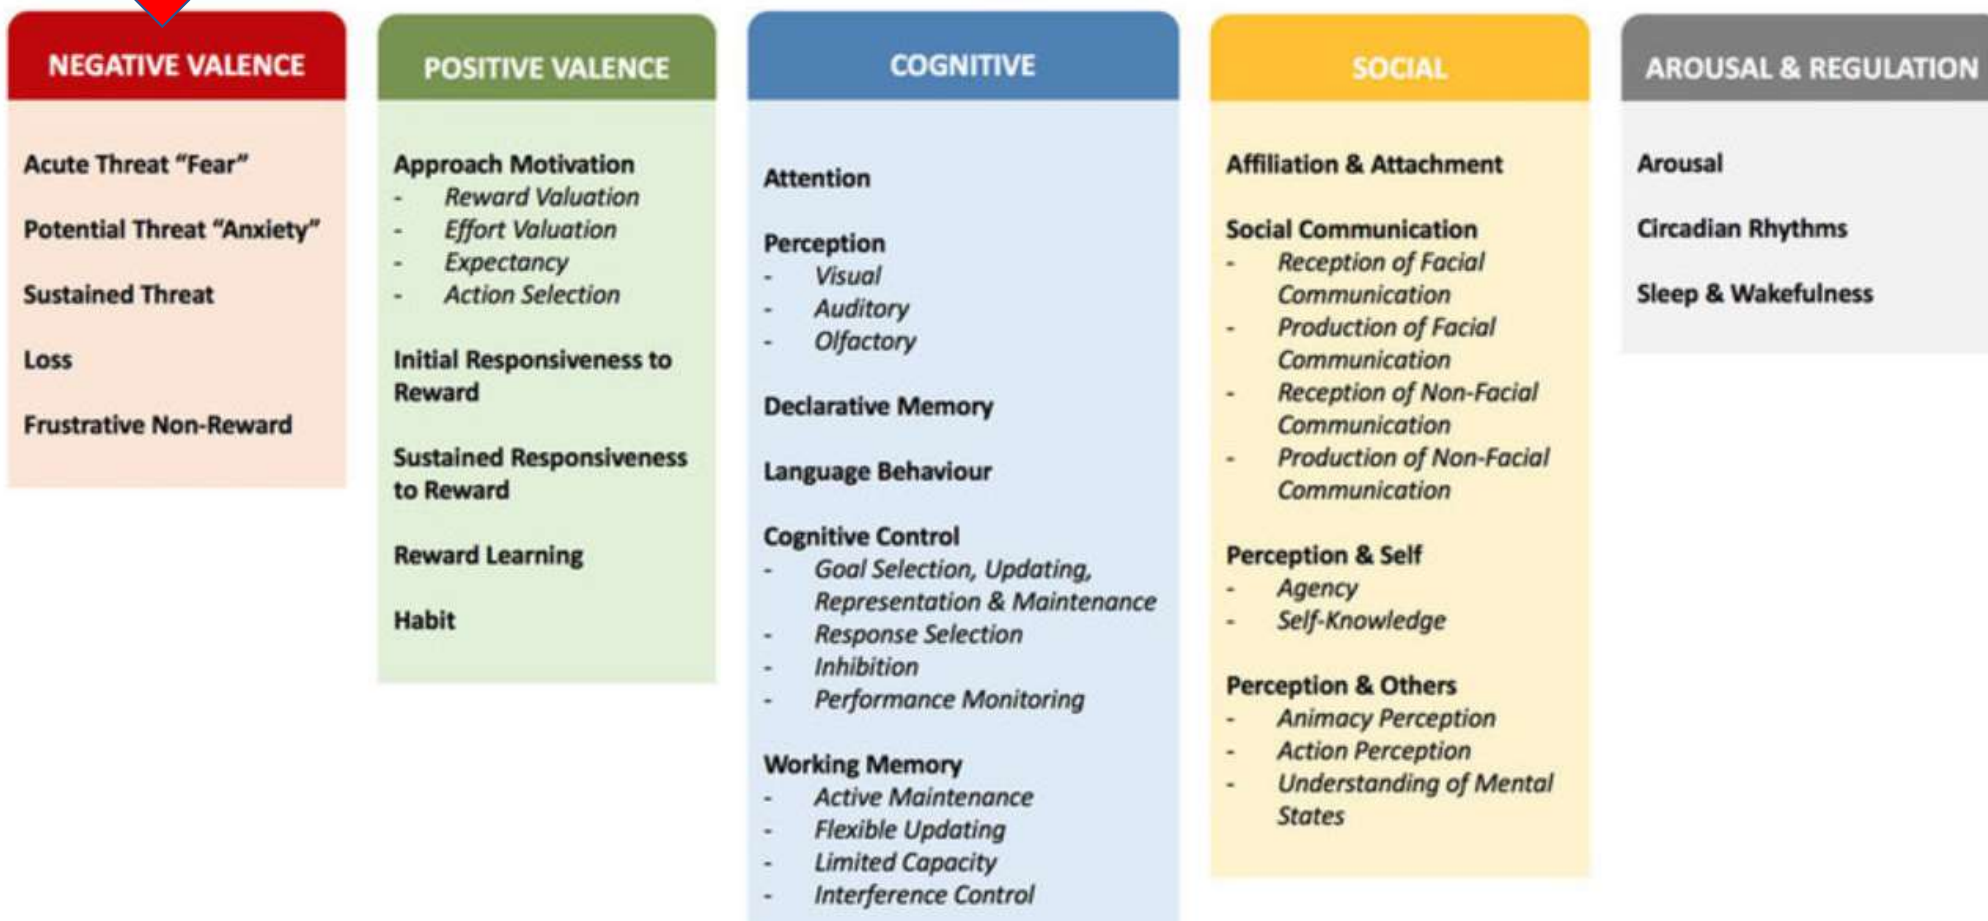 NEGATIVE VALENCE
Acute Threat “Fear”
Potential Threat “Anxiety”
Sustained Threat
Loss
Frustrative Non-Reward
POSITIVE VALENCE
Approach Motivation
- Reward Valuation
- Effort Valuation
- Expectancy
- Action Selection
Initial Responsiveness to
Reward
Sustained Responsiveness
to Reward
Reward Learning
Habit
COGNITIVE
Attention
Perception
- Visual
- Auditory
- Olfactory
Declarative Memory
Language Behaviour
Cognitive Control
- Goal Selection, Updating,
Representation & Maintenance
- Response Selection
- Inhibition
- Performance Monitoring
Working Memory
- Active Maintenance
- Flexible Updating
- Limited Capacity
- Interference Control
SOCIAL
Affiliation & Attachment
Social Communication
- Reception of Facial
Communication
- Production of Facial
Communication
- Reception of Non-Facial
Communication
- Production of Non-Facial
Communication
Perception & Self
- Agency
- Self-Knowledge
Perception & Others
- Animacy Perception
- Action Perception
- Understanding of Mental
States
AROUSAL & REGULATION
Arousal
Circadian Rhythms
Sleep & Wakefulness